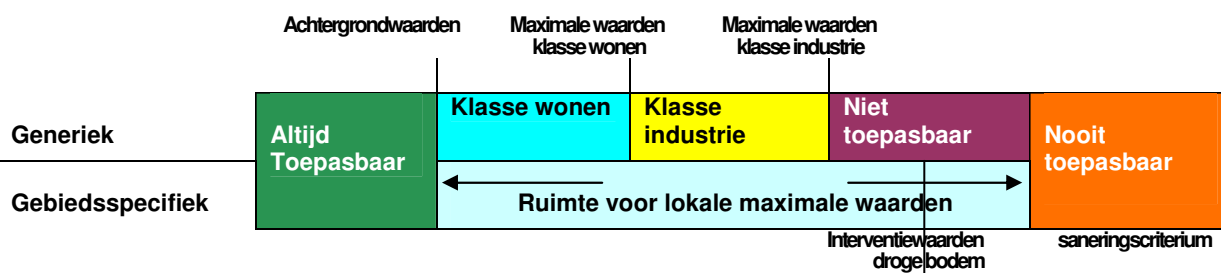 Achtergrondwaarden
Maximale waarden
klasse wonen
Maximale waarden
klasse industrie
Generiek
Altijd
Toepasbaar
Klasse wonen
Klasse
industrie
Niet
toepasbaar
Nooit
toepasbaar
Gebiedsspecifiek
Ruimte voor lokale maximale waarden
Interventiewaarden
droge bodem
saneringscriterium